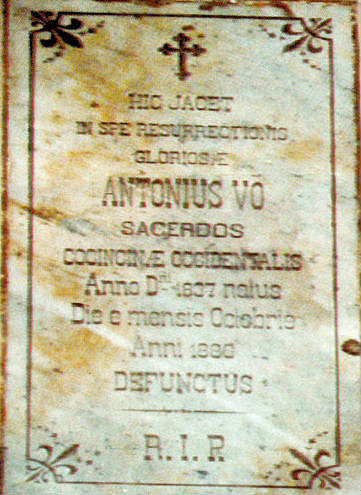 HIC JACET
IN SPE RESURRECTIONIS
GLORIOSÆ
ANTONIUS VÕ
SACERDOS
COCINCINÆ OCCIDENTALIS
Anno Dni 1837 natus
Die 6 mensis Octobris
Anni
DEFUNCTUS
R. I. P.